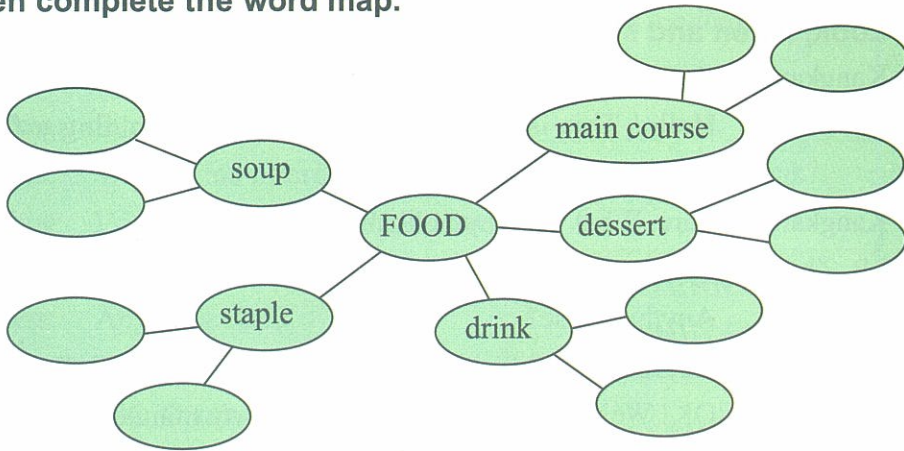 en complete the word map.
main course
soup
FOOD
dessert
staple
drink